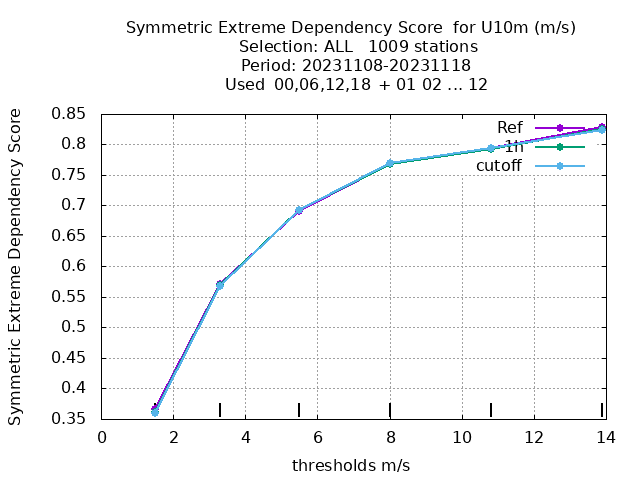 Symmetric Extreme Dependency Score  for U10m (m/s)
Selection: ALL   1009 stations
Period: 20231108-20231118
Used  00,06,12,18  + 01 02 ... 12
Symmetric Extreme Dependency Score
0.85
0.8
0.75
0.7
0.65
0.6
0.55
0.5
0.45
0.4
0.35
Ref
1h
cutoff
0 2 4 6 8 10 12 14
thresholds m/s